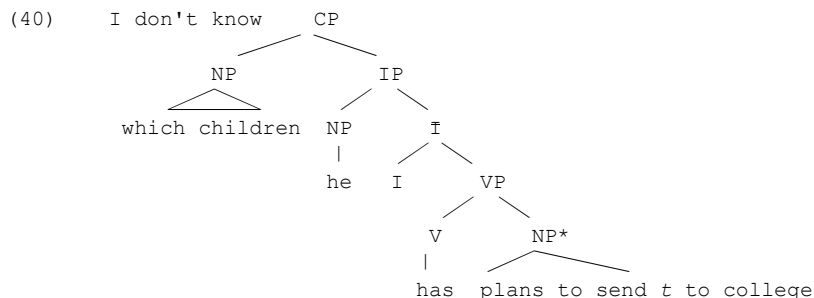 (40) I don't know CP
NP IP
which children NP Ī
he I VP
V NP*
has plans to send t to college